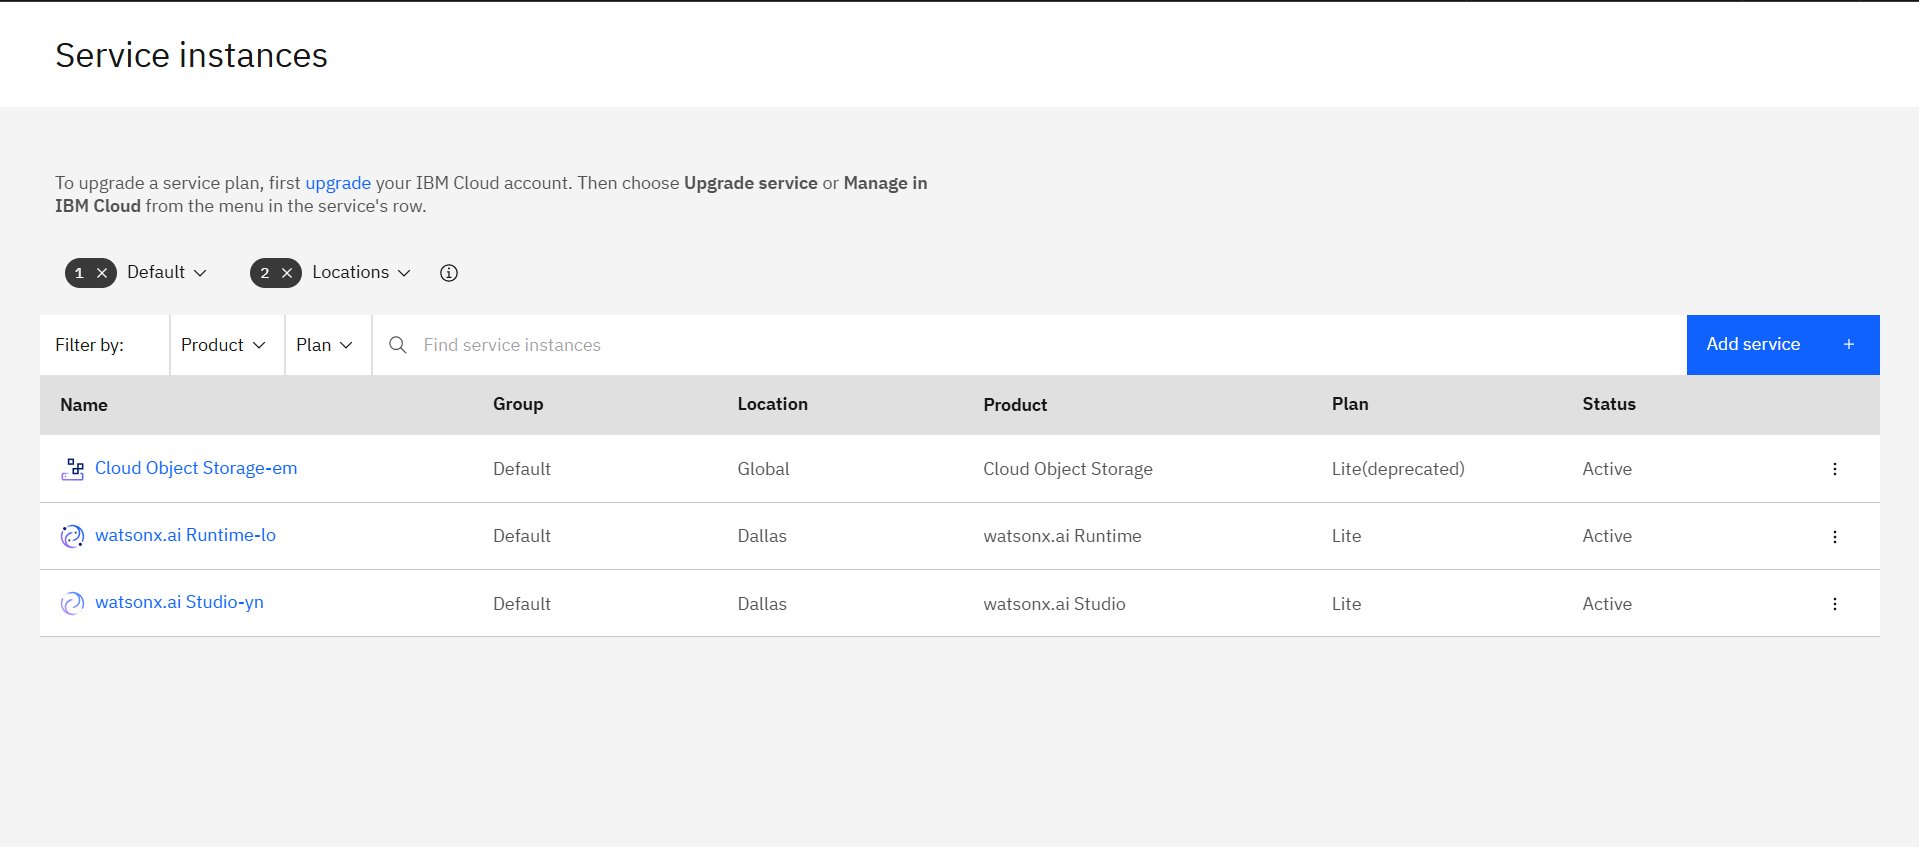 Service instances
To upgrade a service plan, first upgrade your IBM Cloud account. Then choose Upgrade service or Manage in
IBM Cloud from the menu in the service's row.
1 Default 2 Locations
Filter by: Product Plan Find service instances Add service +
Name Group Location Product Plan Status
Cloud Object Storage-em Default Global Cloud Object Storage Lite(deprecated) Active
watsonx.ai Runtime-lo Default Dallas watsonx.ai Runtime Lite Active
watsonx.ai Studio-yn Default Dallas watsonx.ai Studio Lite Active